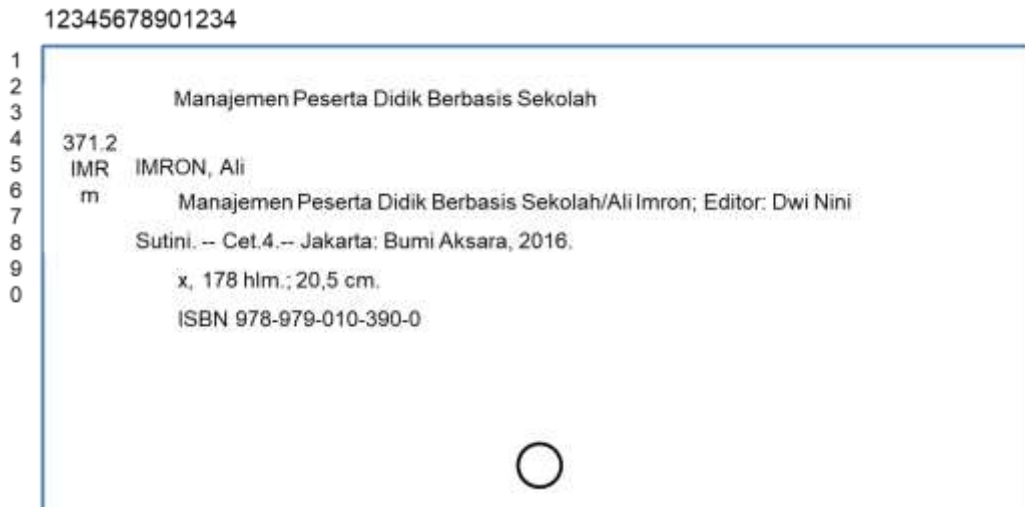 12345678901234
1
2
3
4
5
6
7
8
9
0
Manajemen Peserta Didik Berbasis Sekolah
371.2
IMR
m
IMRON, Ali
Manajemen Peserta Didik Berbasis Sekolah/Ali Imron; Editor: Dwi Nini
Sutini. -- Cet.4.-- Jakarta: Bumi Aksara, 2016.
x, 178 hlm.; 20,5 cm.
ISBN 978-979-010-390-0